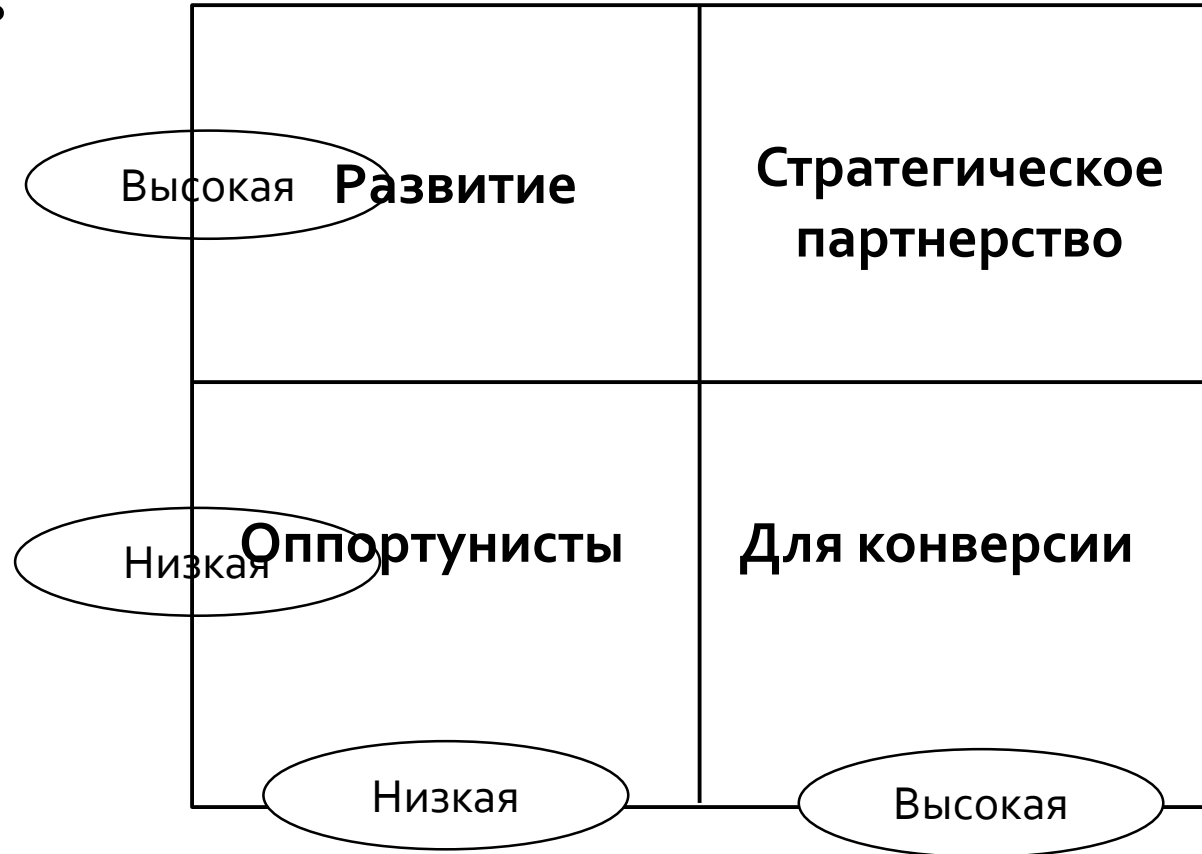 Высокая
Развитие
Стратегическое
партнерство
Низкая
Оппортунисты
Для конверсии
Низкая
Высокая